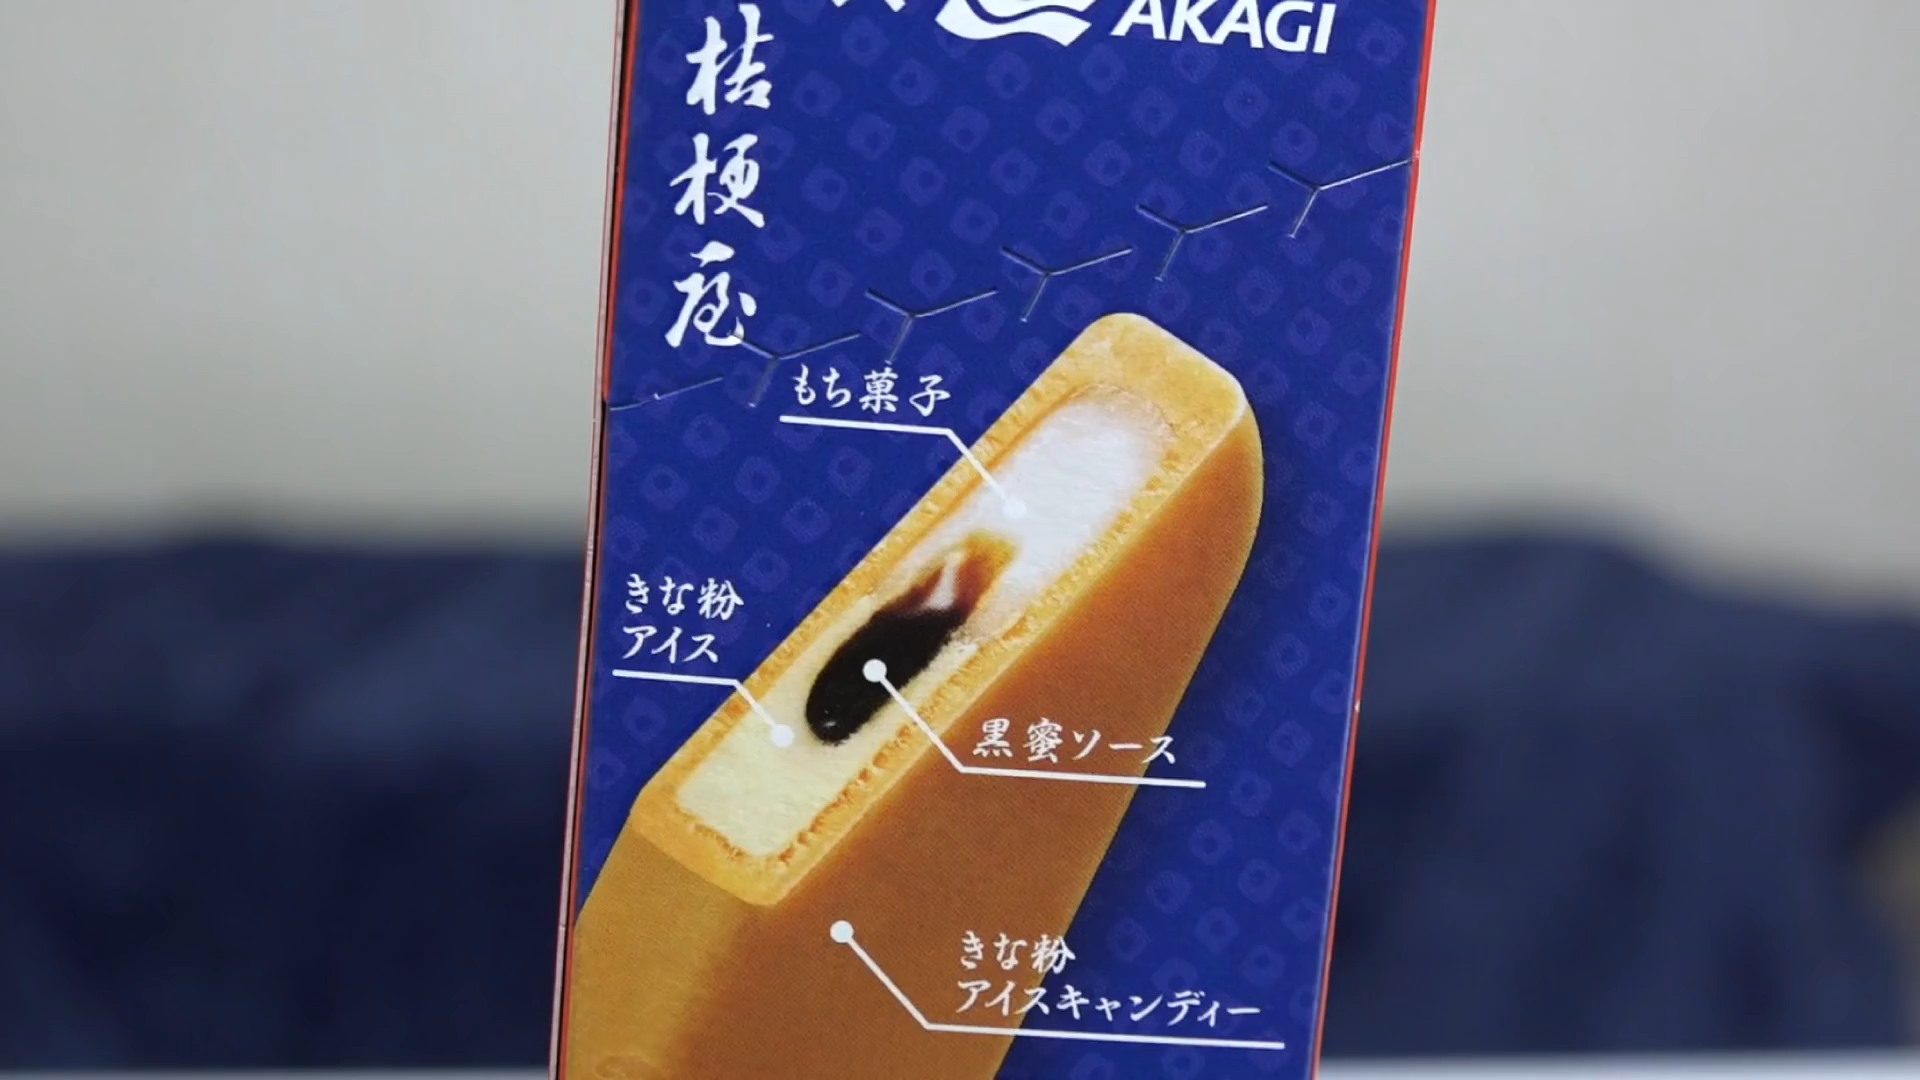 AKAGI
桔梗屋
もち菓子
きな粉
アイス
黒蜜ソース
きな粉
アイスキャンディー